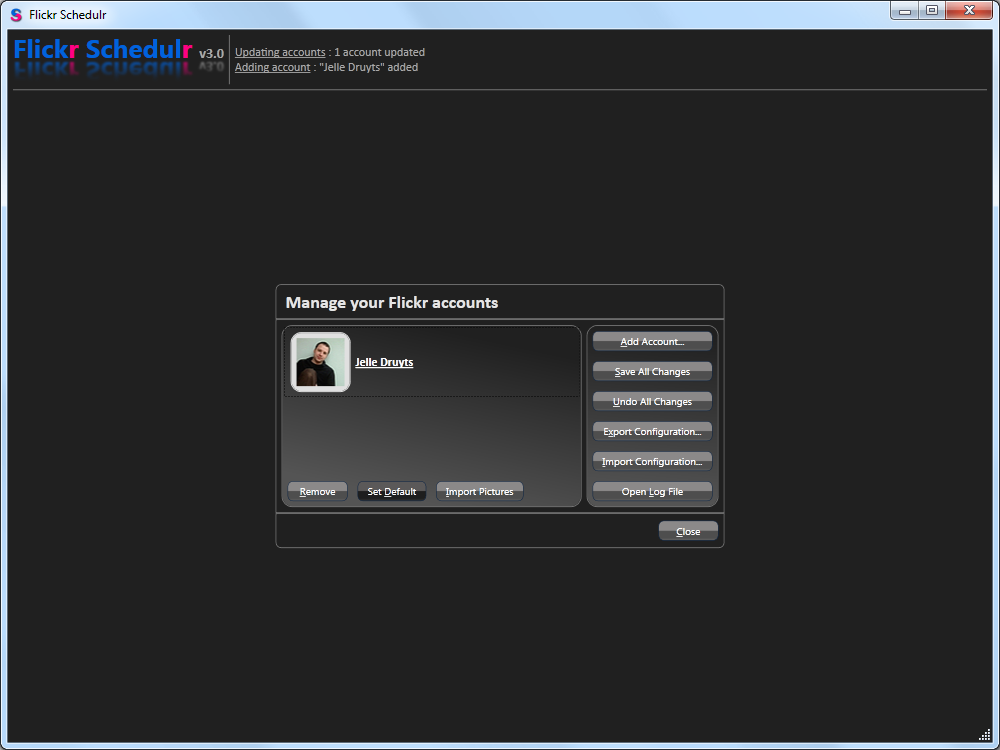 Flickr Schedulr
Flickr Schedulr v3.0
Updating accounts : 1 account updated
Adding account : "Jelle Druyts" added
Manage your Flickr accounts
Jelle Druyts
Add Account...
Save All Changes
Undo All Changes
Export Configuration...
Import Configuration...
Remove
Set Default
Import Pictures
Open Log File
Close